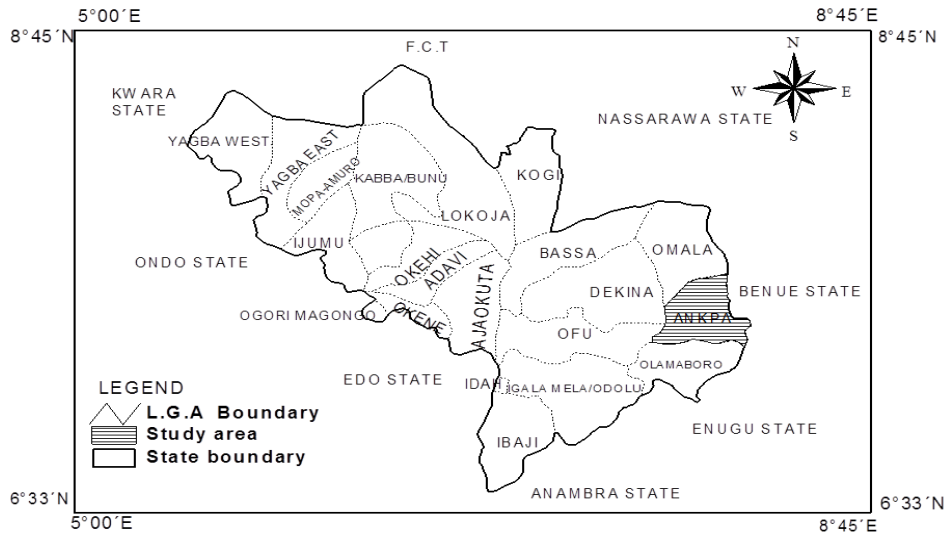 5°00´E
8°45´E
8°45´N
8°45´N
F.C.T
N
W
E
S
KWARA
STATE
NASSARAWA STATE
YAGBA WEST
YAGBA EAST
MOPA-AMURO
KABBA/BUNU
KOGI
LOKOJA
IJUMU
BASSA
OMALA
ONDO STATE
OKEHI
ADAVI
AJAOKUTA
DEKINA
BENUE STATE
OGORI MAGONGO
OKENE
OFU
ANKPA
OLAMABORO
EDO STATE
IDAH
IGALA MELA/ODOLU
LEGEND
L.G.A Boundary
Study area
State boundary
IBAJI
ENUGU STATE
ANAMBRA STATE
6°33´N
6°33´N
5°00´E
8°45´E